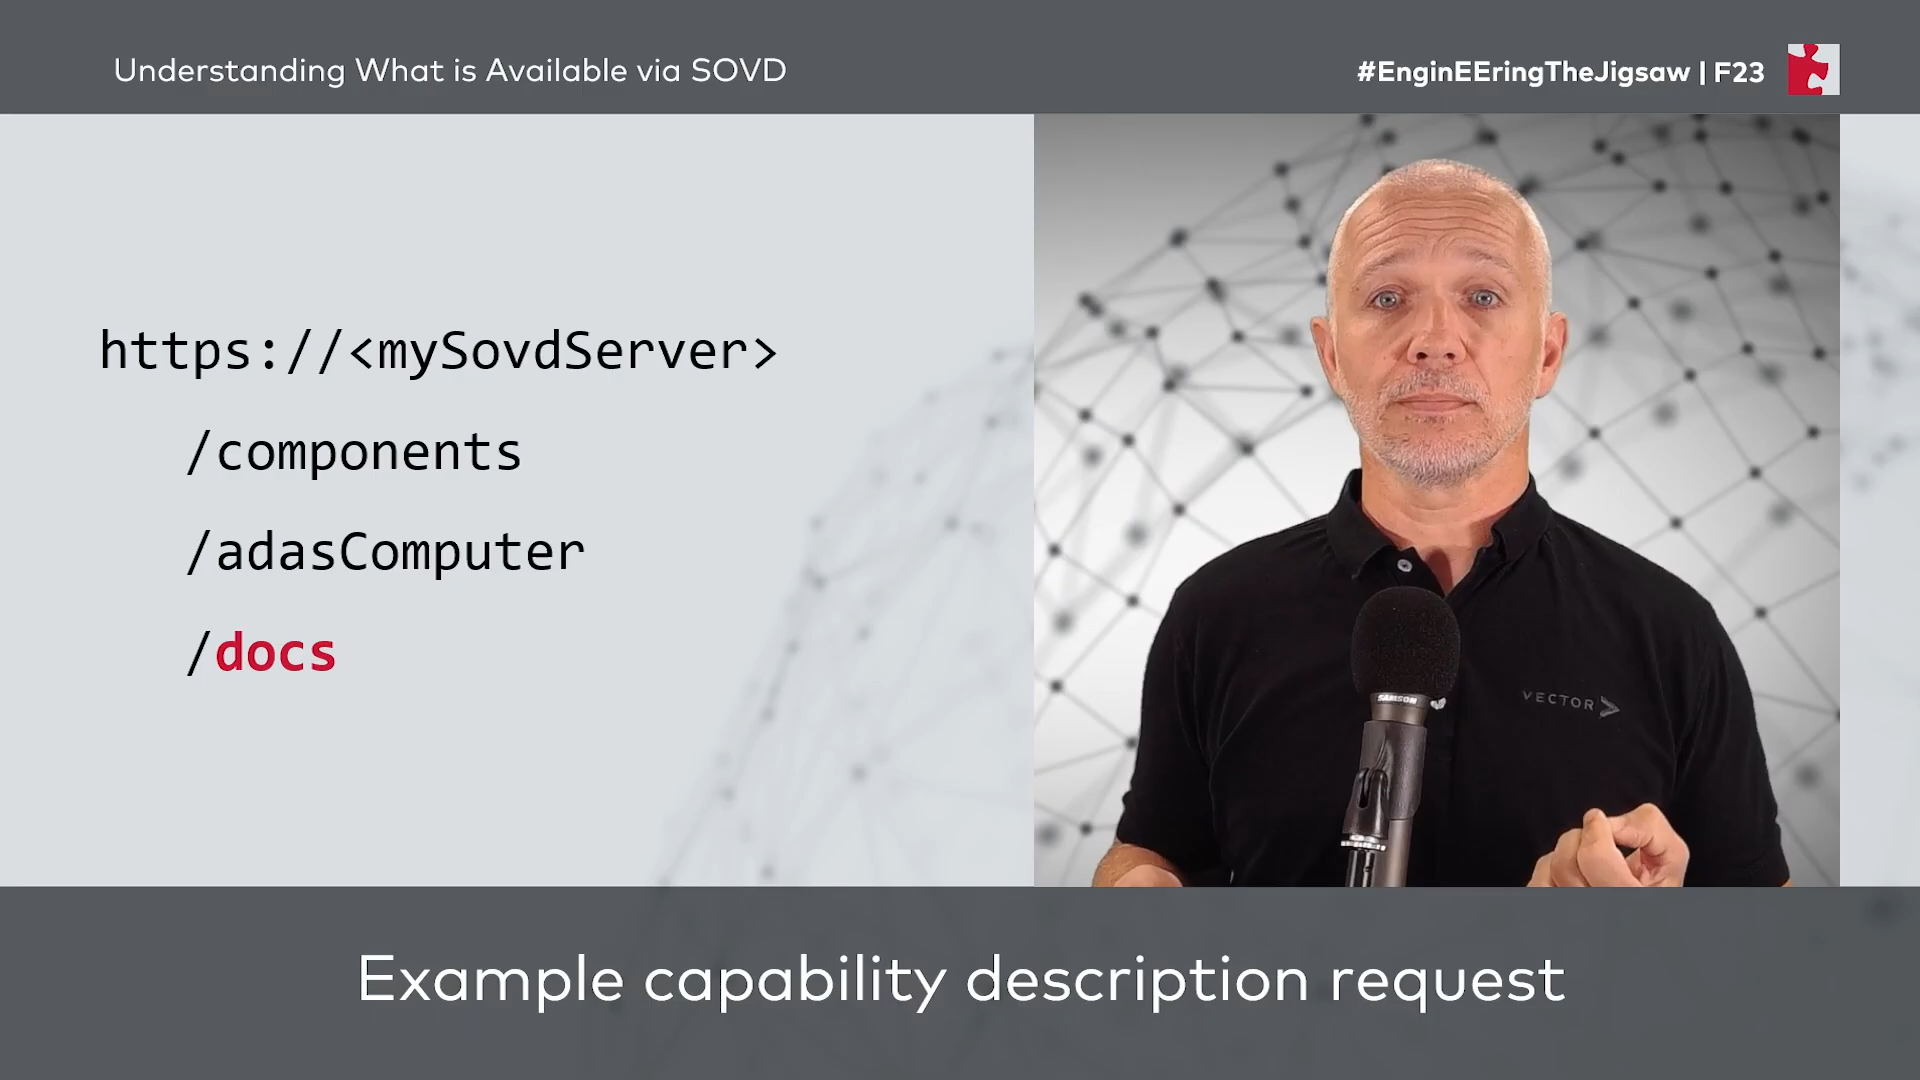 Understanding What is Available via SOVD
#EnginEEringTheJigsaw | F23
https://<mySovdServer>
/components
/adasComputer
/docs
SAMSON
VECTOR
Example capability description request